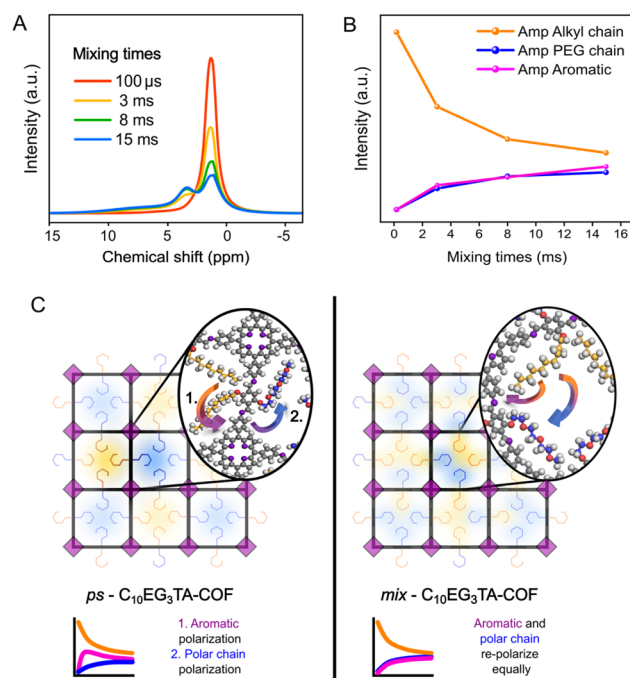 A
Mixing times
100 µs
3 ms
8 ms
15 ms
Intensity (a.u.)
15
10
5
0
-5
Chemical shift (ppm)
B
Amp Alkyl chain
Amp PEG chain
Amp Aromatic
Intensity (a.u.)
0
2
4
6
8
10
12
14
16
Mixing times (ms)
C
1.
2.
ps - C₁₀EG₃TA-COF
1. Aromatic
polarization
2. Polar chain
polarization
mix - C₁₀EG₃TA-COF
Aromatic and
polar chain
re-polarize
equally